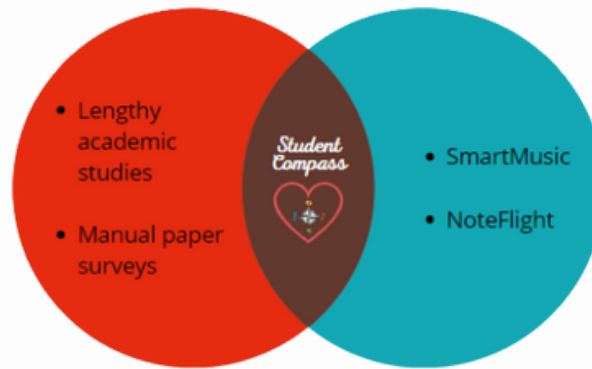 • Lengthy
academic
studies
• Manual paper
surveys
Student
Compass
• SmartMusic
• NoteFlight